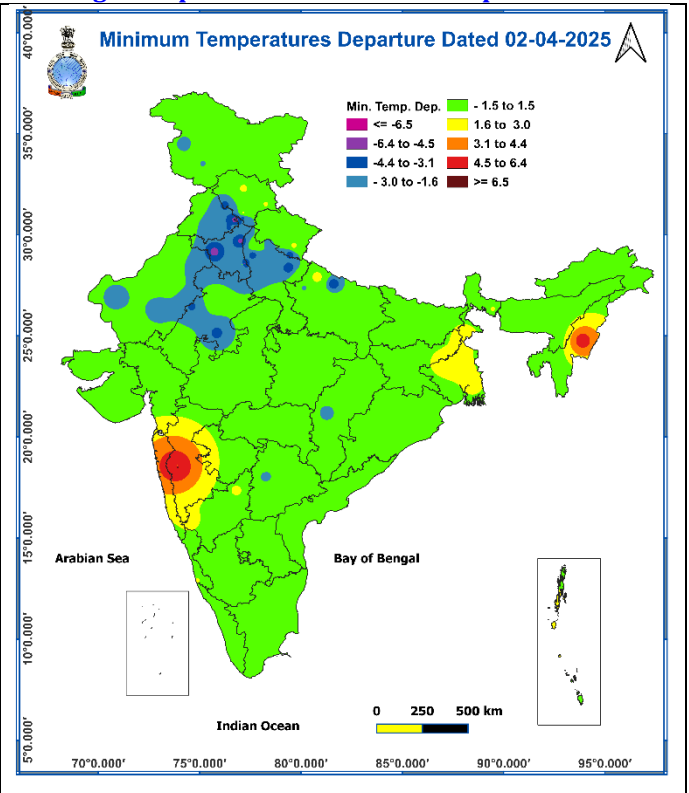 Minimum Temperatures Departure Dated 02-04-2025
Min. Temp. Dep.
<= -6.5
-6.4 to -4.5
-4.4 to -3.1
- 3.0 to -1.6
- 1.5 to 1.5
1.6 to 3.0
3.1 to 4.4
4.5 to 6.4
>= 6.5
40°0.000'
35°0.000'
30°0.000'
25°0.000'
20°0.000'
15°0.000'
10°0.000'
5°0.000'
Arabian Sea
Bay of Bengal
Indian Ocean
0 250 500 km
70°0.000' 75°0.000' 80°0.000' 85°0.000' 90°0.000' 95°0.000'